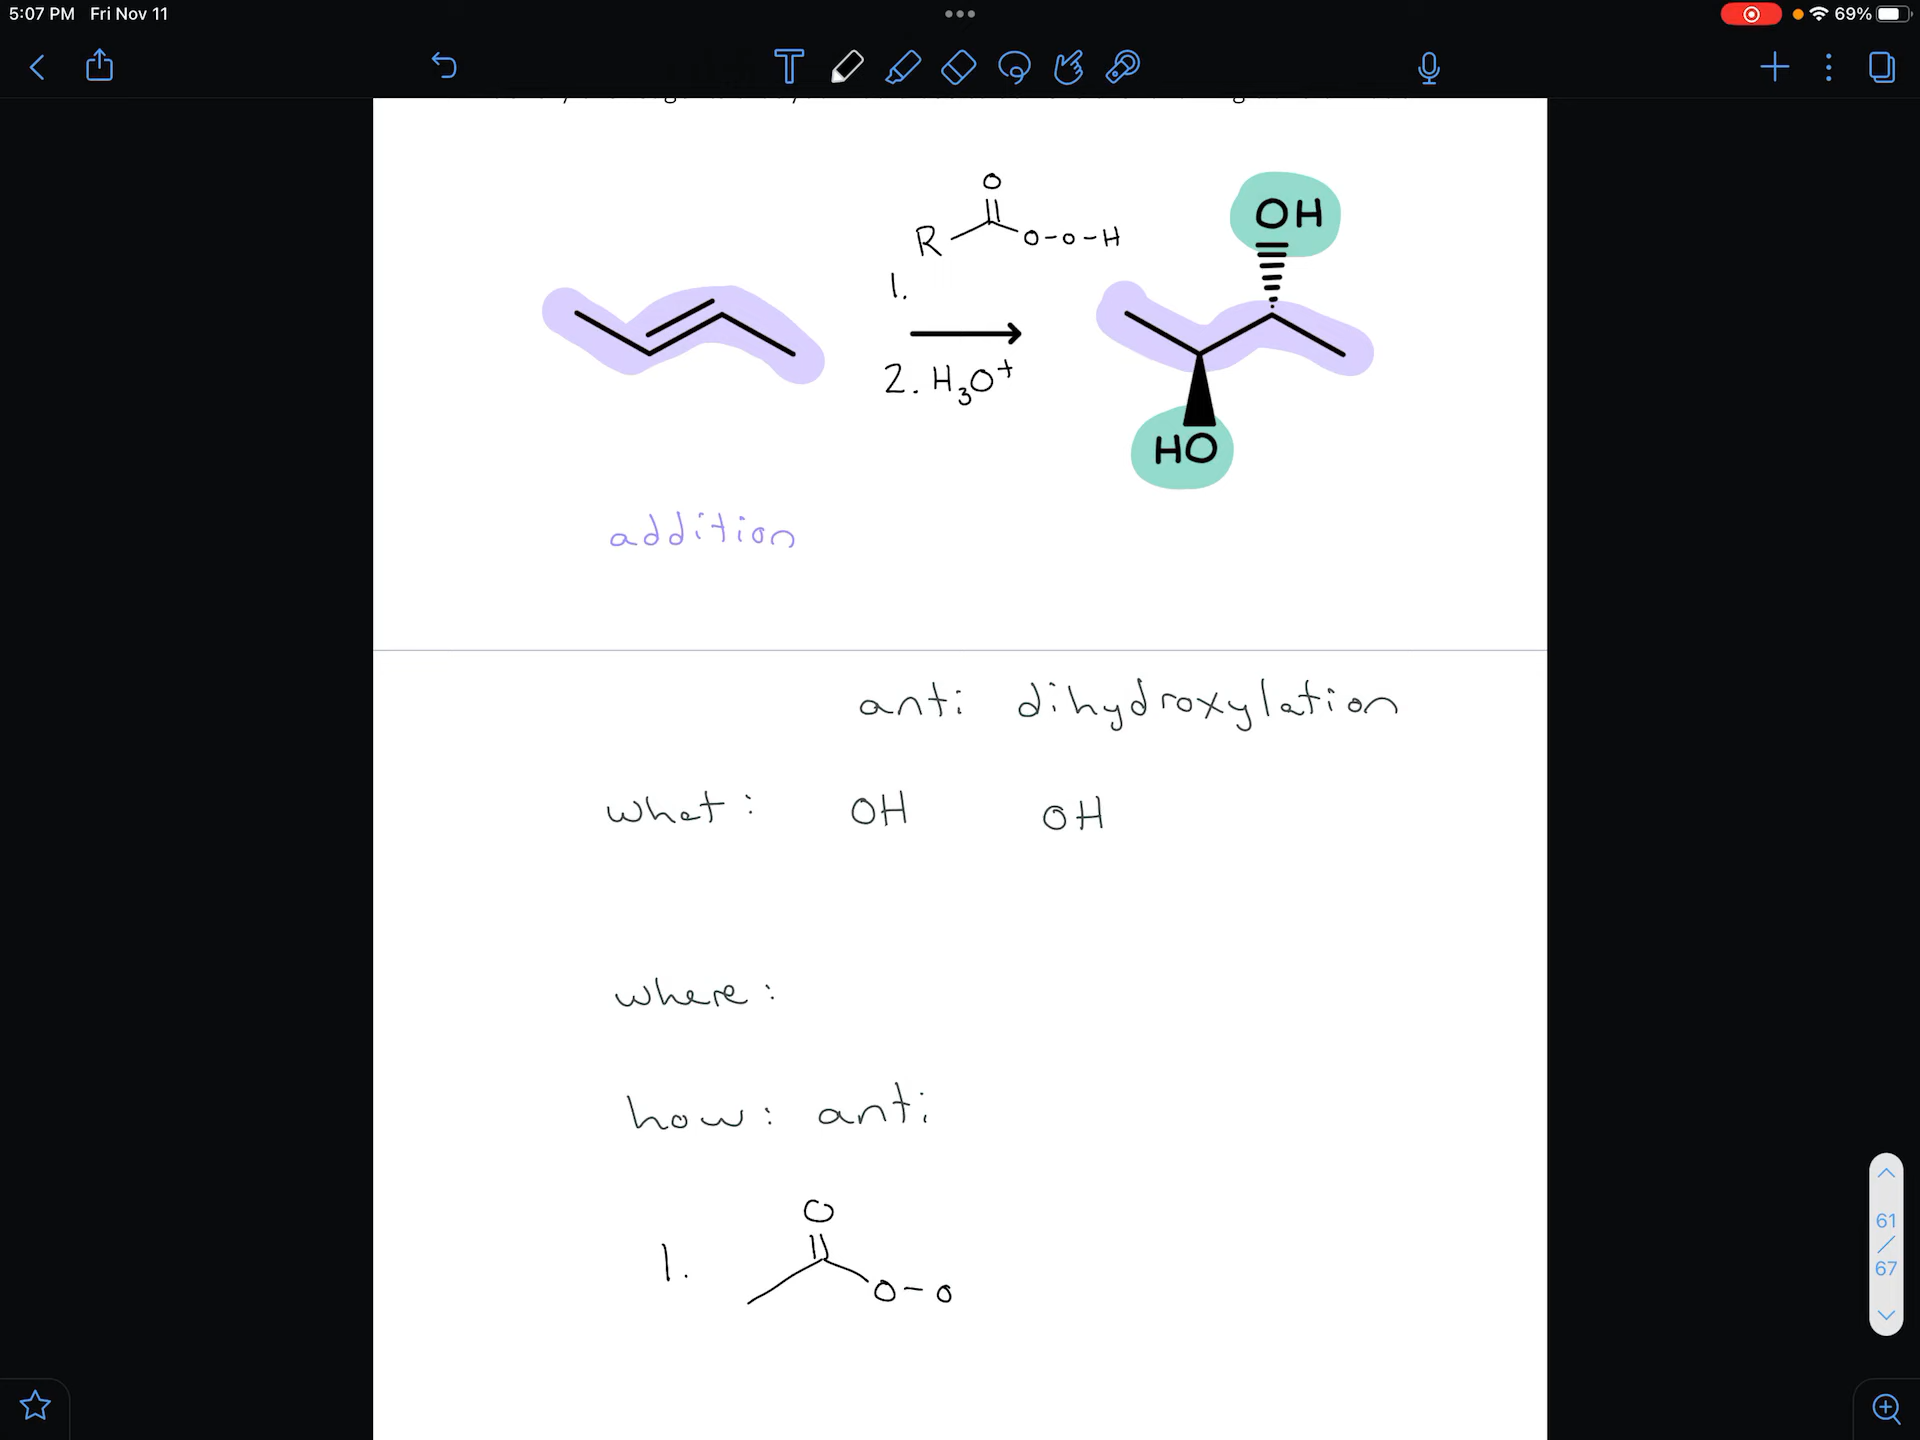 5:07 PM Fri Nov 11
69%
O
R O-O-H
1.
2. H₃O⁺
OH
HO
addition
anti dihydroxylation
what: OH OH
where:
how: anti
O
1. O-O
61
/
67